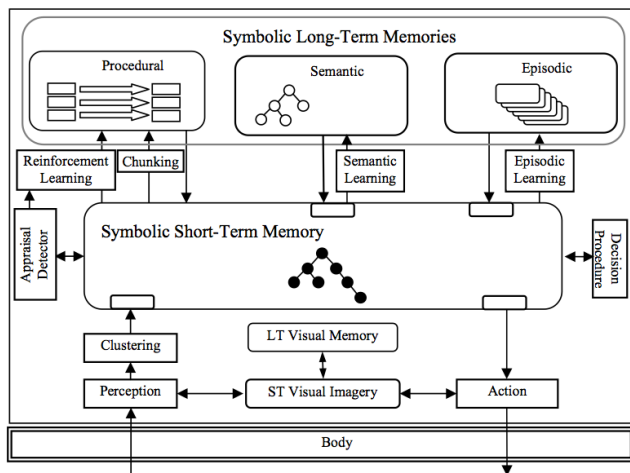 Symbolic Long-Term Memories
Procedural
Semantic
Episodic
Reinforcement
Learning
Chunking
Semantic
Learning
Episodic
Learning
Appraisal
Detector
Symbolic Short-Term Memory
Decision
Procedure
Clustering
LT Visual Memory
Perception
ST Visual Imagery
Action
Body